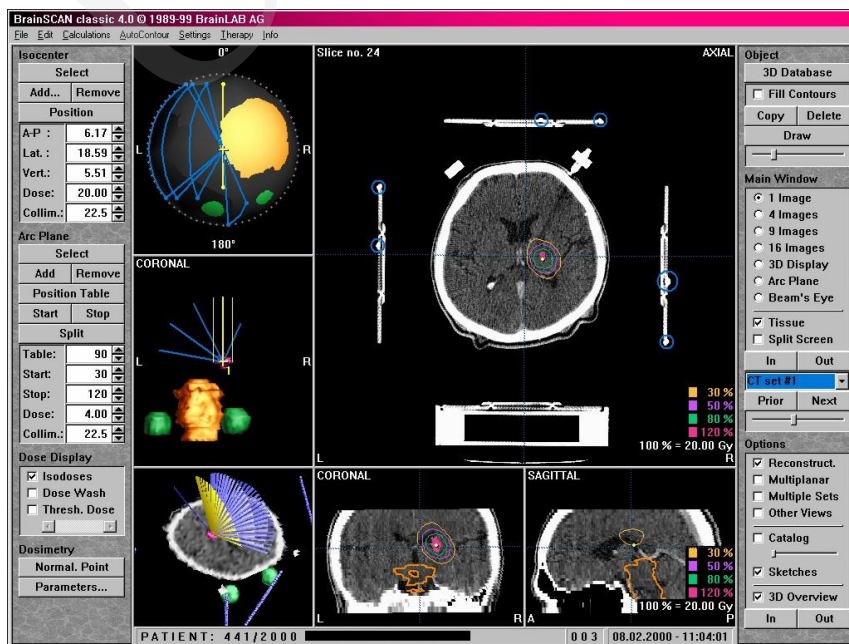 BrainSCAN classic 4.0 © 1989-99 BrainLAB AG
File Edit Calculations AutoContour Settings Therapy Info
Isocenter
Select
Add... Remove
Position
A-P : 6.17
Lat. : 18.59
Vert.: 5.51
Dose: 20.00
Collim.: 22.5
Arc Plane
Select
Add Remove
Position Table
Start Stop
Split
Table: 90
Start: 30
Stop: 120
Dose: 4.00
Collim.: 22.5
Dose Display
Isodoses
Dose Wash
Thresh. Dose
Dosimetry
Normal. Point
Parameters...
0°
L R
180°
CORONAL
L R
1
Slice no. 24 AXIAL
30 %
50 %
80 %
120 %
100 % = 20.00 Gy
L R
CORONAL
L R
SAGITTAL
30 %
50 %
80 %
120 %
100 % = 20.00 Gy
A P
PATIENT: 441/2000 003 08.02.2000 - 11:04:01
Object
3D Database
Fill Contours
Copy Delete
Draw
Main Window
1 Image
4 Images
9 Images
16 Images
3D Display
Arc Plane
Beam's Eye
Tissue
Split Screen
In Out
CT set #1
Prior Next
Options
Reconstruct.
Multiplanar
Multiple Sets
Other Views
Catalog
Sketches
3D Overview
In Out